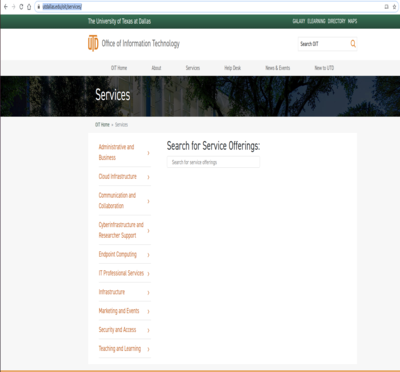 utdallas.edu/oit/services/
The University of Texas at Dallas
GALAXY ELEARNING DIRECTORY MAPS
UTD Office of Information Technology
Search OIT
OIT Home About Services Help Desk News & Events New to UTD
Services
OIT Home » Services
Administrative and
Business
Cloud Infrastructure
Communication and
Collaboration
Cyberinfrastructure and
Researcher Support
Endpoint Computing
IT Professional Services
Infrastructure
Marketing and Events
Security and Access
Teaching and Learning
Search for Service Offerings:
Search for service offerings